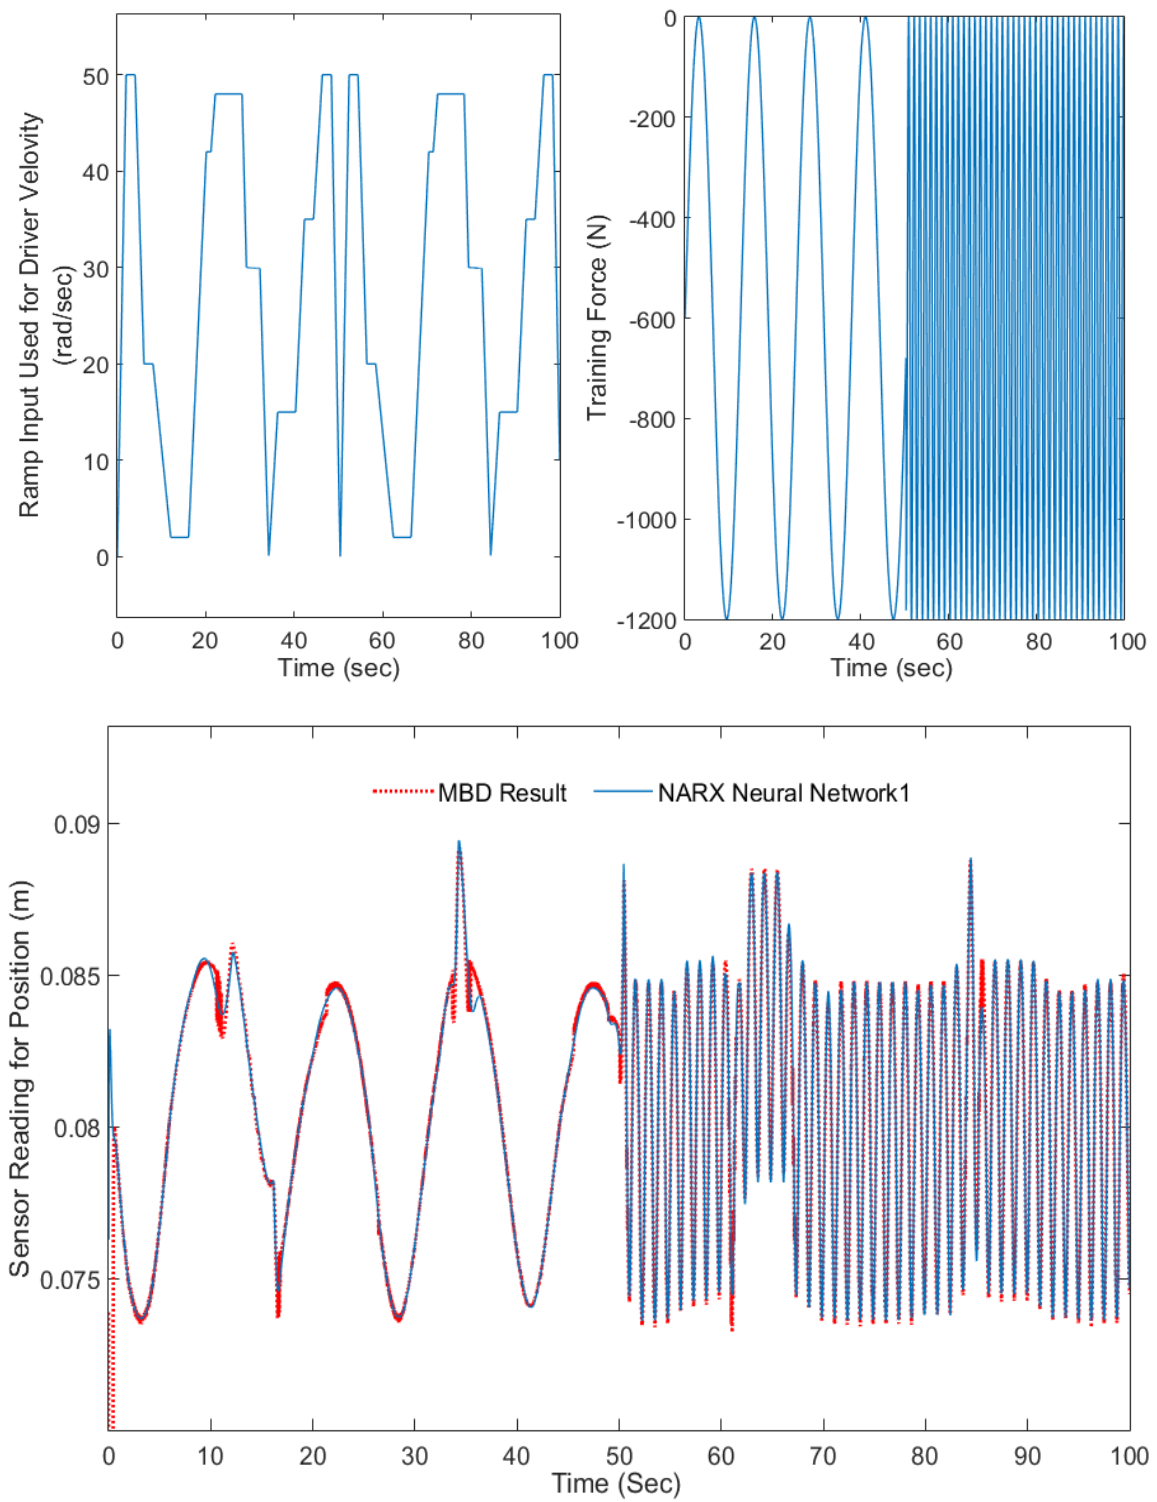 Ramp Input Used for Driver Velovity
(rad/sec)
50
40
30
20
10
0
0 20 40 60 80 100
Time (sec)
Training Force (N)
0
-200
-400
-600
-800
-1000
-1200
0 20 40 60 80 100
Time (sec)
MBD Result NARX Neural Network1
Sensor Reading for Position (m)
0.09
0.085
0.08
0.075
0 10 20 30 40 50 60 70 80 90 100
Time (Sec)